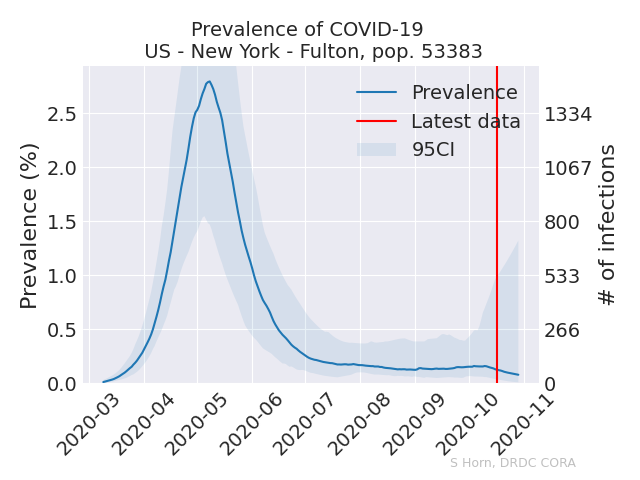 Prevalence of COVID-19
US - New York - Fulton, pop. 53383
Prevalence (%)
2.5
2.0
1.5
1.0
0.5
0.0
Prevalence
Latest data
95CI
1334
1067
800
533
266
0
# of infections
2020-03
2020-04
2020-05
2020-06
2020-07
2020-08
2020-09
2020-10
2020-11
S Horn, DRDC CORA